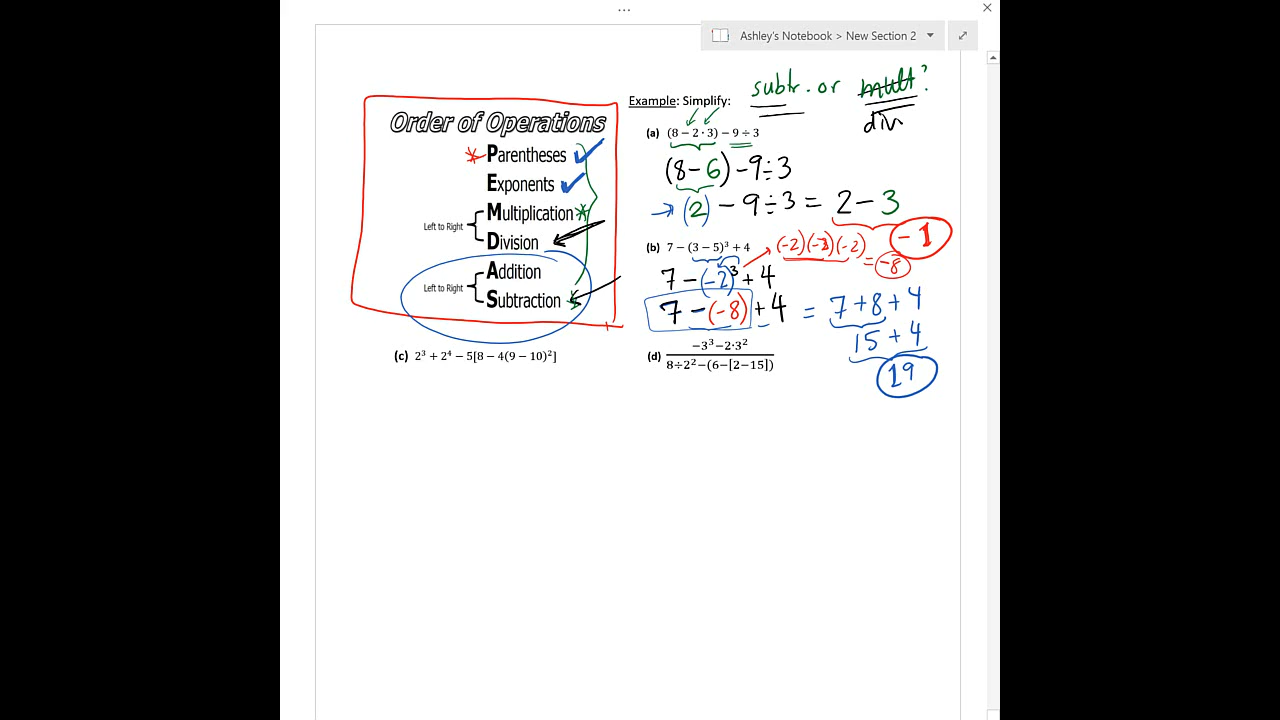 ...
Ashley's Notebook > New Section 2
subtr. or mult?
div
Example: Simplify:
Order of Operations
Parentheses
Exponents
Left to Right
Multiplication
Division
Left to Right
Addition
Subtraction
(a) (8 − 2 · 3) − 9 ÷ 3
(8 − 6) − 9 ÷ 3
(2) − 9 ÷ 3 = 2 − 3
−1
(b) 7 − (3 − 5)³ + 4
(−2)(−2)(−2)
= −8
7 − (−2)³ + 4
7 − (−8) + 4 = 7 + 8 + 4
15 + 4
19
(c) 2³ + 2⁴ − 5[8 − 4(9 − 10)²]
(d) −3³−2·3²
8÷2²−(6−[2−15])